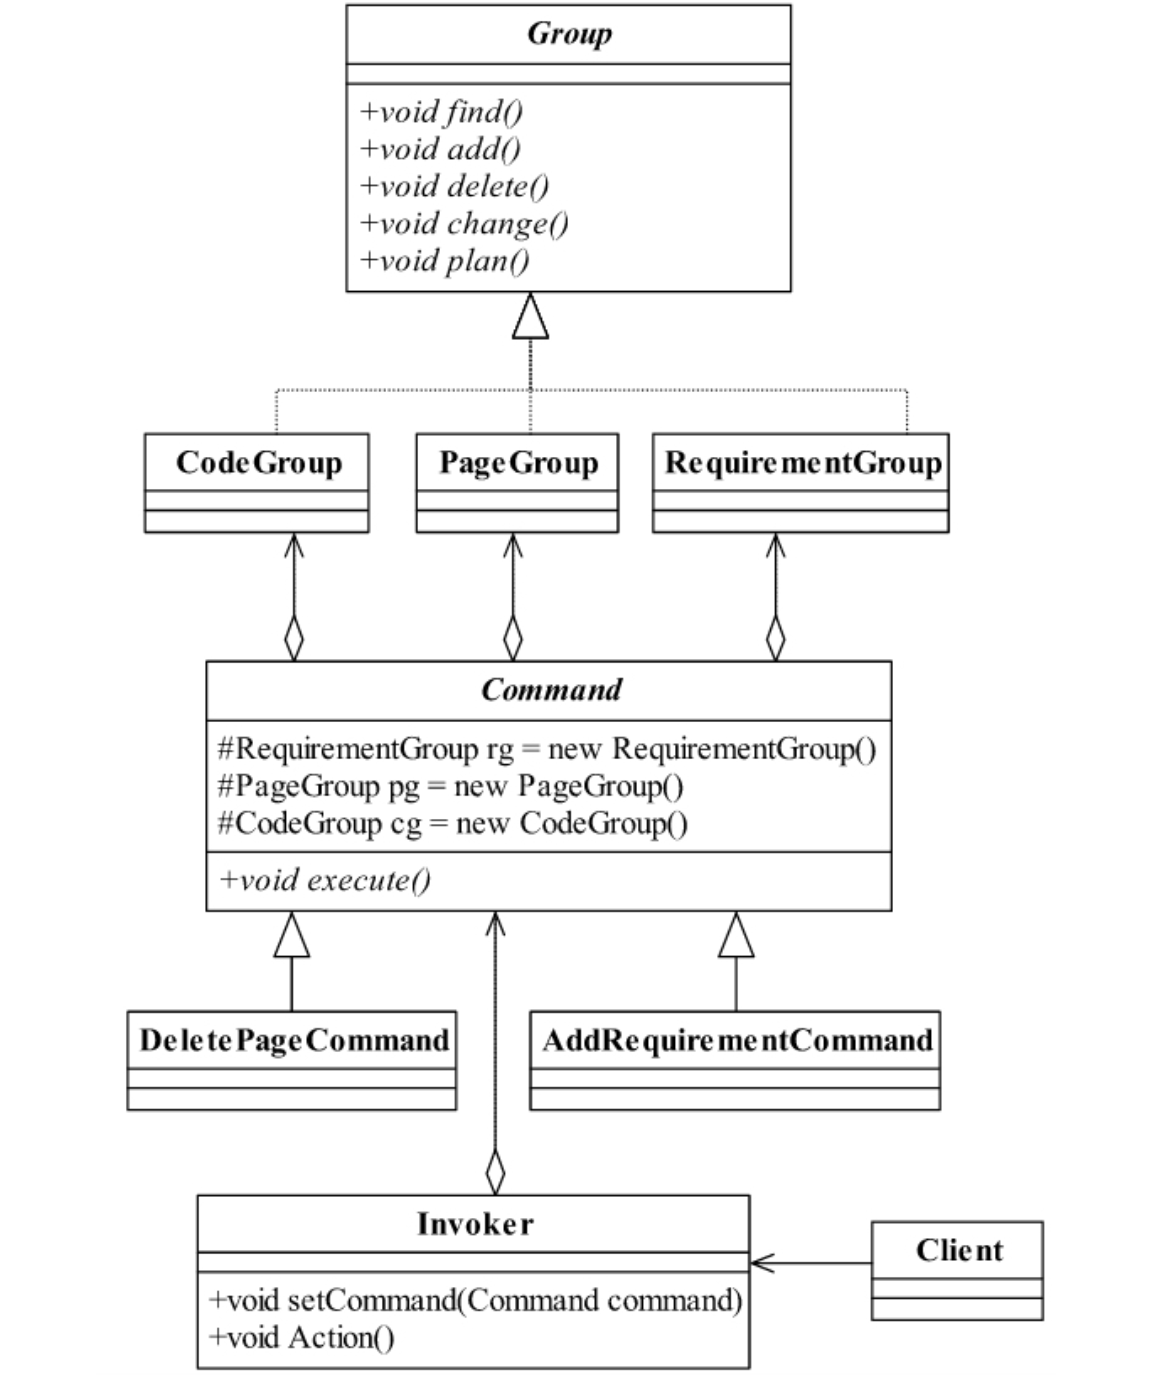 Group
+void find()
+void add()
+void delete()
+void change()
+void plan()
CodeGroup
PageGroup
RequirementGroup
Command
#RequirementGroup rg = new RequirementGroup()
#PageGroup pg = new PageGroup()
#CodeGroup cg = new CodeGroup()
+void execute()
DeletePageCommand
AddRequirementCommand
Invoker
+void setCommand(Command command)
+void Action()
Client